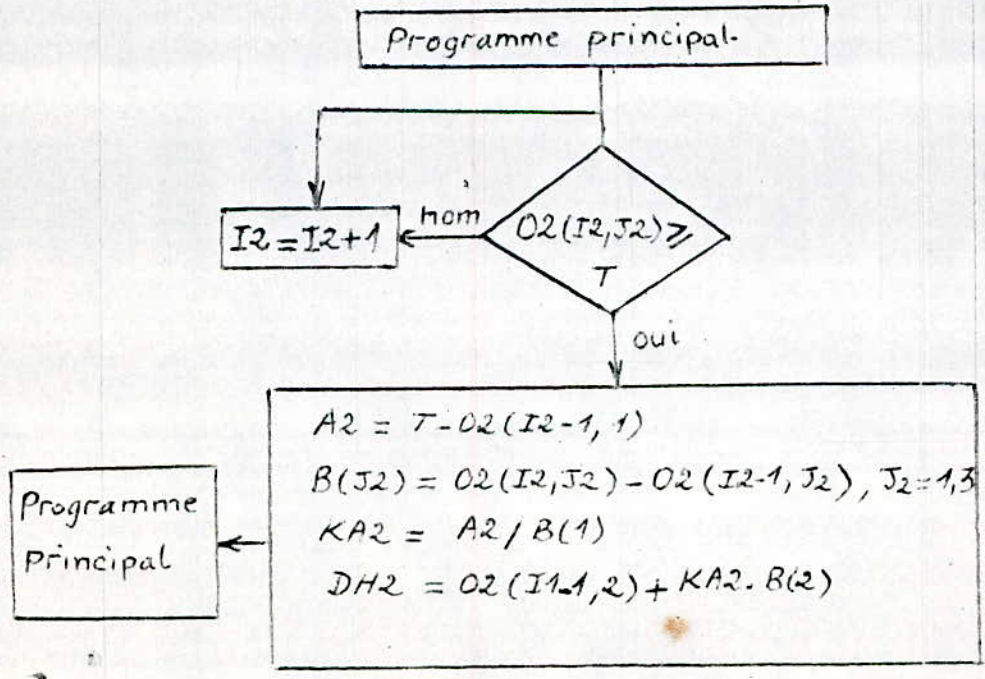 Programme principal.
O2(I2,J2) ≥
T
nom
I2 = I2+1
oui
A2 = T - O2(I2-1, 1)
B(J2) = O2(I2,J2) - O2(I2-1, J2), J2=1,3
KA2 = A2 / B(1)
DH2 = O2(I1-1, 2) + KA2. B(2)
Programme
principal